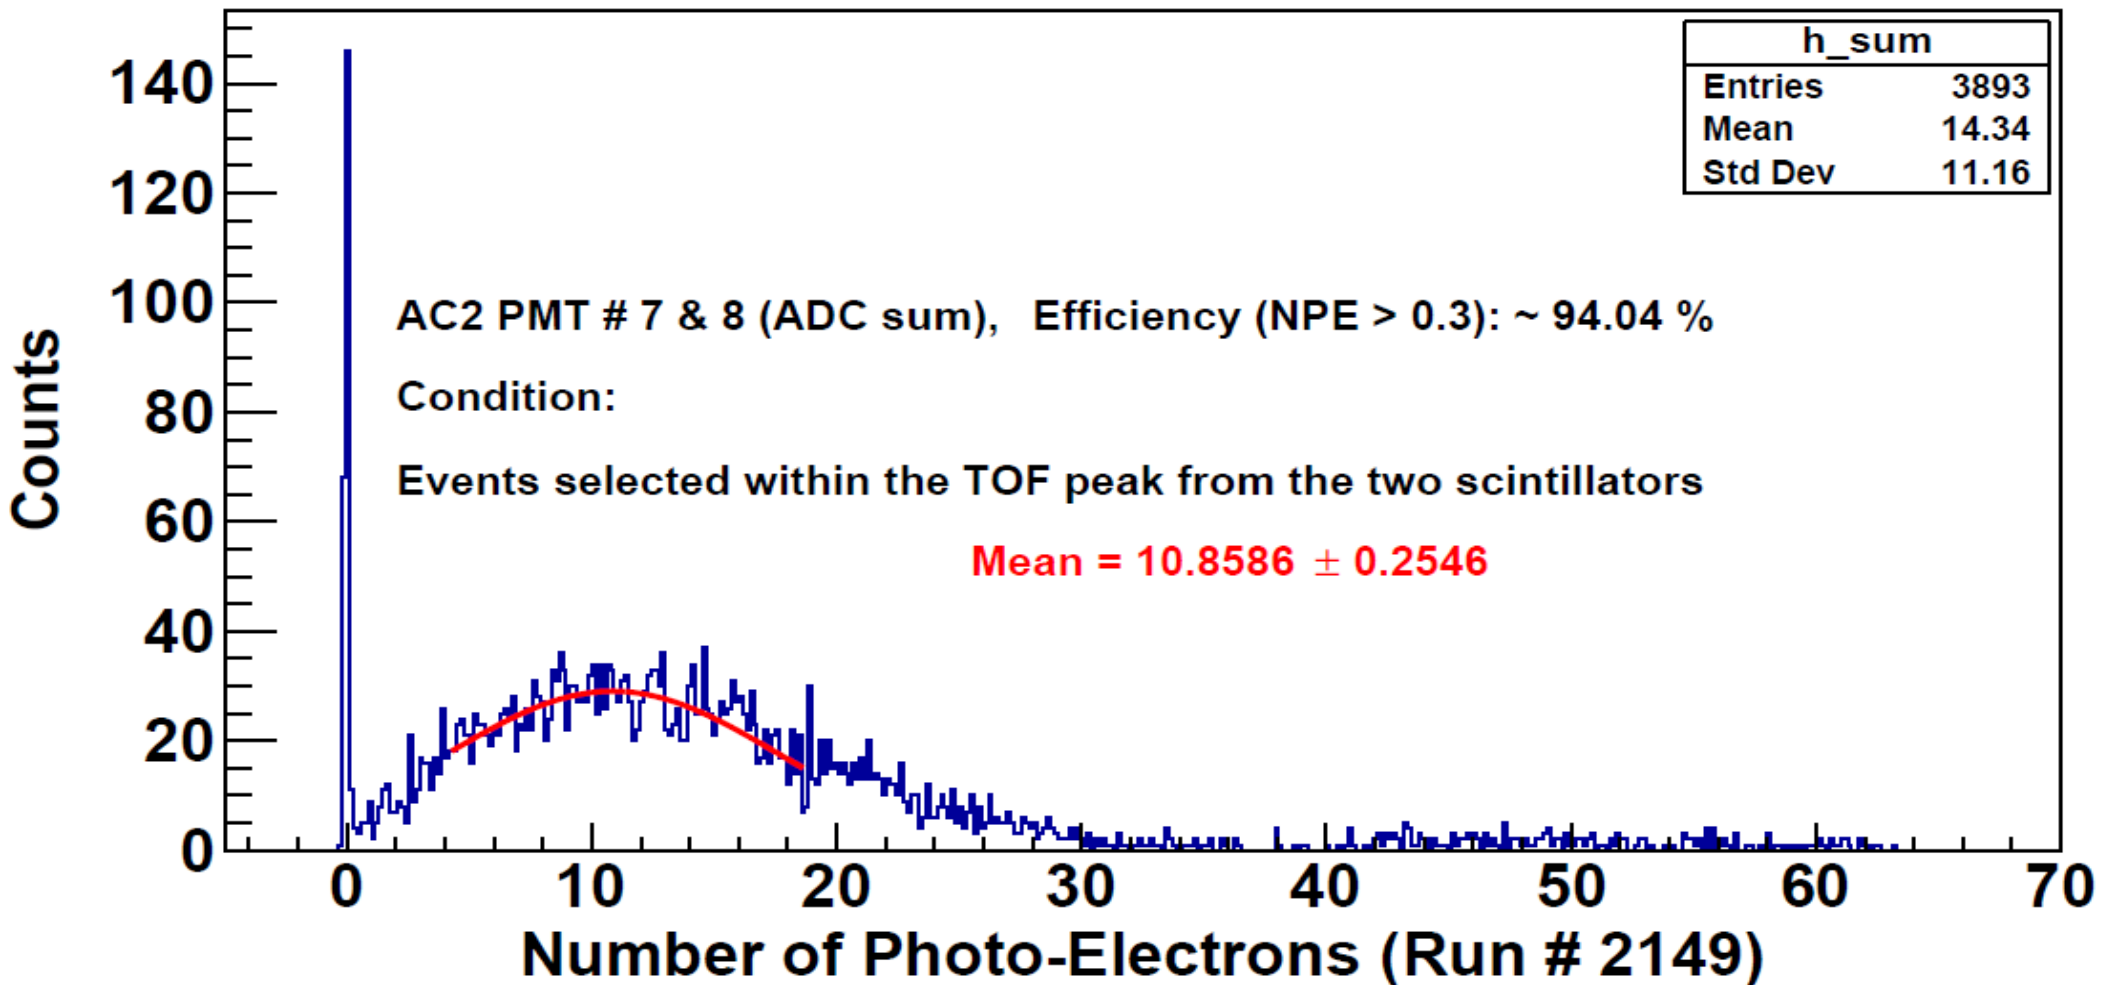 h_sum
Entries 3893
Mean 14.34
Std Dev 11.16
140
120
100
80
60
40
20
0
Counts
AC2 PMT # 7 & 8 (ADC sum), Efficiency (NPE > 0.3): ~ 94.04 %
Condition:
Events selected within the TOF peak from the two scintillators
Mean = 10.8586 ± 0.2546
0 10 20 30 40 50 60 70
Number of Photo-Electrons (Run # 2149)